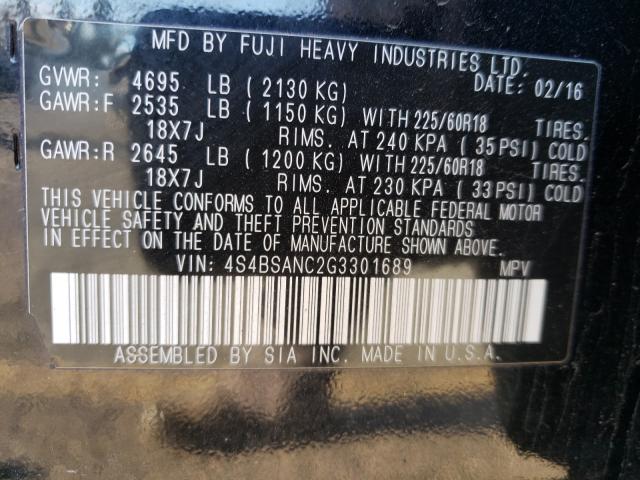 MFD BY FUJI HEAVY INDUSTRIES LTD.
GVWR: 4695 LB ( 2130 KG) DATE: 02/16
GAWR:F 2535 LB ( 1150 KG) WITH 225/60R18 TIRES.
18X7J RIMS. AT 240 KPA ( 35 PSI) COLD
GAWR:R 2645 LB ( 1200 KG) WITH 225/60R18 TIRES.
18X7J RIMS. AT 230 KPA ( 33 PSI) COLD
THIS VEHICLE CONFORMS TO ALL APPLICABLE FEDERAL MOTOR
VEHICLE SAFETY AND THEFT PREVENTION STANDARDS
IN EFFECT ON THE DATE OF MANUFACTURE SHOWN ABOVE.
VIN: 4S4BSANC2G3301689 MPV
ASSEMBLED BY SIA INC. MADE IN U.S.A.